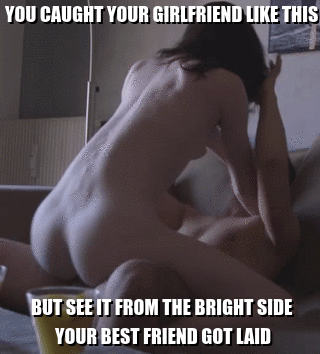 YOU CAUGHT YOUR GIRLFRIEND LIKE THIS
BUT SEE IT FROM THE BRIGHT SIDE
YOUR BEST FRIEND GOT LAID